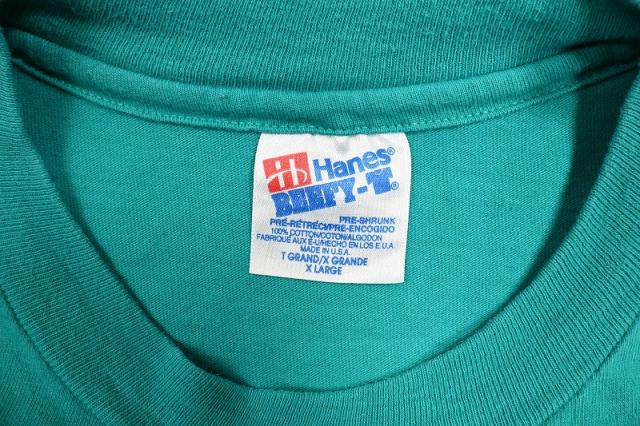 Hanes®
BEEFY-T®
PRE-SHRUNK
PRÉ-RÉTRÉCI/PRE-ENCOGIDO
100% COTTON/COTON/ALGODON
FABRIQUÉ AUX É-U/HECHO EN LOS E.U.A.
MADE IN U.S.A.
T GRAND/X GRANDE
X LARGE